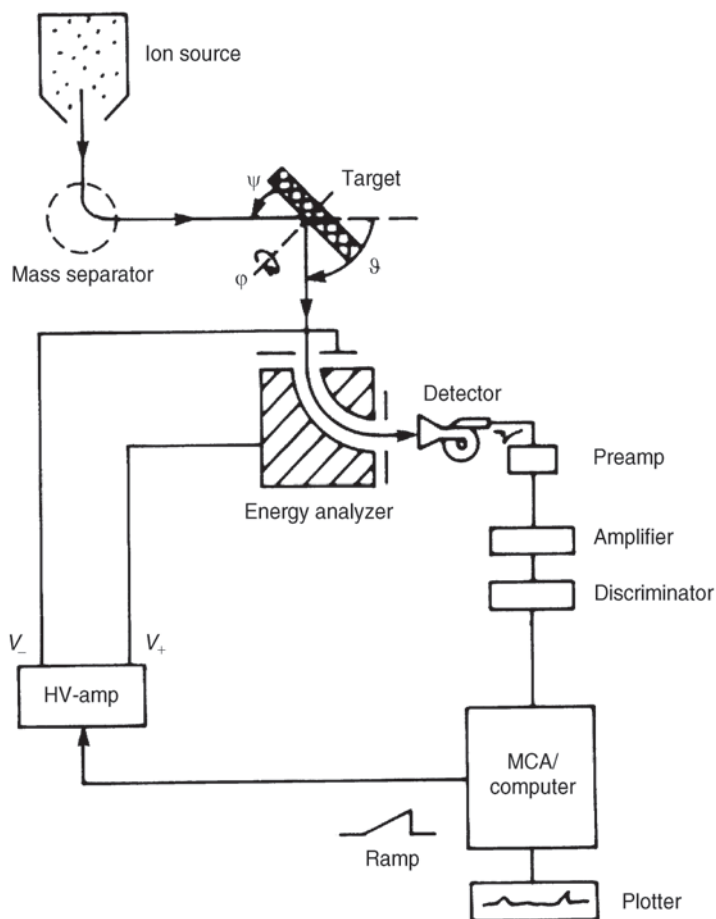 Ion source
Target
ψ
Mass separator
φ
ϑ
Detector
Preamp
Energy analyzer
Amplifier
Discriminator
V₋
V₊
HV-amp
MCA/
computer
Ramp
Plotter